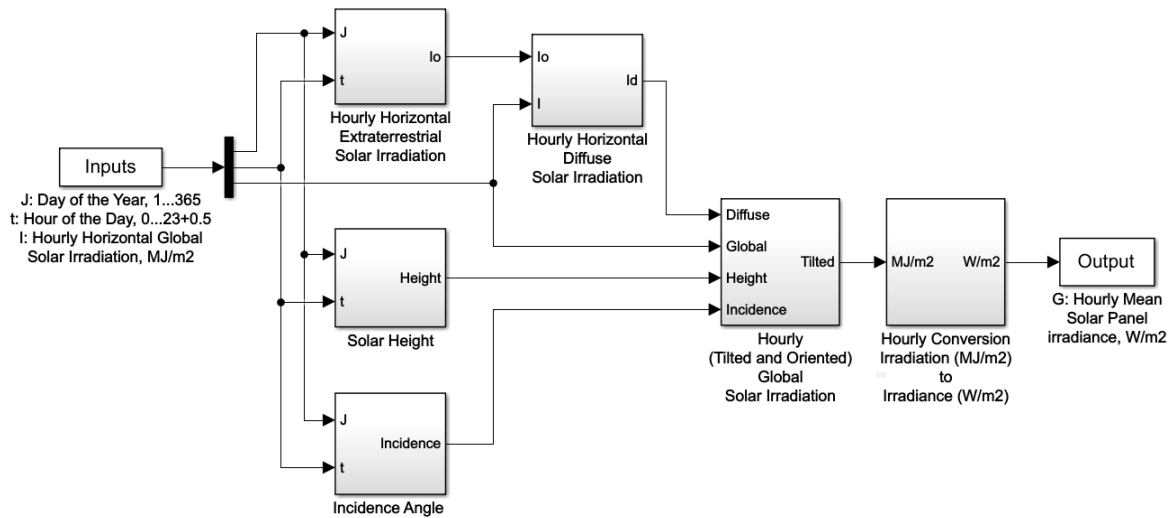 Inputs
J: Day of the Year, 1...365
t: Hour of the Day, 0...23+0.5
I: Hourly Horizontal Global
Solar Irradiation, MJ/m2
J
t
Io
Hourly Horizontal
Extraterrestrial
Solar Irradiation
Io
I
Id
Hourly Horizontal
Diffuse
Solar Irradiation
J
t
Height
Solar Height
J
t
Incidence
Incidence Angle
Diffuse
Global
Height
Incidence
Tilted
Hourly
(Tilted and Oriented)
Global
Solar Irradiation
MJ/m2
W/m2
Hourly Conversion
Irradiation (MJ/m2)
to
Irradiance (W/m2)
Output
G: Hourly Mean
Solar Panel
irradiance, W/m2